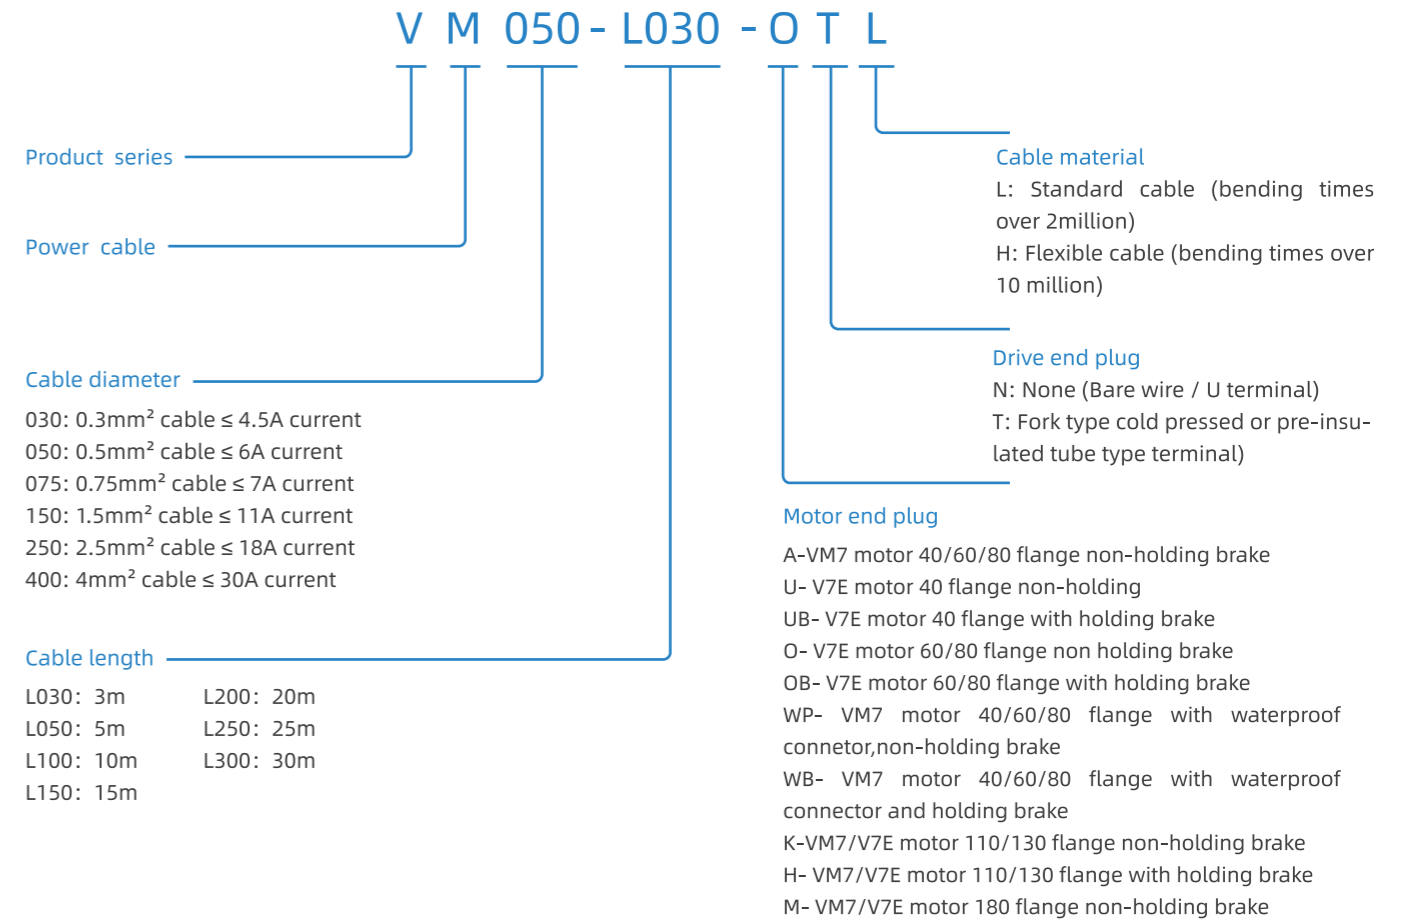 V M 050-L030-OTL
Product series
Power cable
Cable diameter
030: 0.3mm² cable ≤ 4.5A current
050: 0.5mm² cable ≤ 6A current
075: 0.75mm² cable ≤ 7A current
150: 1.5mm² cable ≤ 11A current
250: 2.5mm² cable ≤ 18A current
400: 4mm² cable ≤ 30A current
Cable length
L030: 3m L200: 20m
L050: 5m L250: 25m
L100: 10m L300: 30m
L150: 15m
Cable material
L: Standard cable (bending times
over 2million)
H: Flexible cable (bending times over
10 million)
Drive end plug
N: None (Bare wire / U terminal)
T: Fork type cold pressed or pre-insu-
lated tube type terminal)
Motor end plug
A-VM7 motor 40/60/80 flange non-holding brake
U- V7E motor 40 flange non-holding
UB- V7E motor 40 flange with holding brake
O- V7E motor 60/80 flange non holding brake
OB- V7E motor 60/80 flange with holding brake
WP- VM7 motor 40/60/80 flange with waterproof
connetor,non-holding brake
WB- VM7 motor 40/60/80 flange with waterproof
connector and holding brake
K-VM7/V7E motor 110/130 flange non-holding brake
H- VM7/V7E motor 110/130 flange with holding brake
M- VM7/V7E motor 180 flange non-holding brake